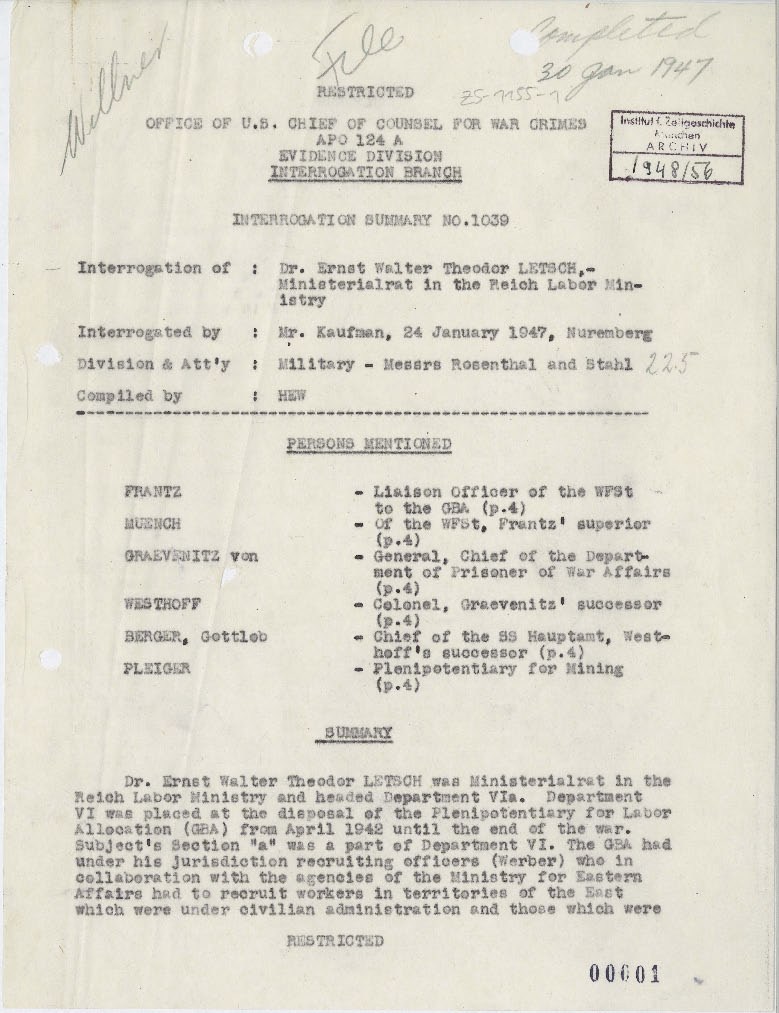 Willner
File
Completed
30 Jan 1947
RESTRICTED
ZS-1155-1
OFFICE OF U.S. CHIEF OF COUNSEL FOR WAR CRIMES
APO 124 A
EVIDENCE DIVISION
INTERROGATION BRANCH
Institut f. Zeitgeschichte
München
ARCHIV
1948/56
INTERROGATION SUMMARY NO.1039
Interrogation of : Dr. Ernst Walter Theodor LETSCH,-
Ministerialrat in the Reich Labor Min-
istry
Interrogated by : Mr. Kaufman, 24 January 1947, Nuremberg
Division & Att'y : Military - Messrs Rosenthal and Stahl 225
Compiled by : HEW
PERSONS MENTIONED
FRANTZ - Liaison Officer of the WFSt
to the GBA (p.4)
MUENCH - Of the WFSt, Frantz' superior
(p.4)
GRAEVENITZ von - General, Chief of the Depart-
ment of Prisoner of War Affairs
(p.4)
WESTHOFF - Colonel, Graevenitz' successor
(p.4)
BERGER, Gottlob - Chief of the SS Hauptamt, West-
hoff's successor (p.4)
PLEIGER - Plenipotentiary for Mining
(p.4)
SUMMARY
Dr. Ernst Walter Theodor LETSCH was Ministerialrat in the
Reich Labor Ministry and headed Department VIa. Department
VI was placed at the disposal of the Plenipotentiary for Labor
Allocation (GBA) from April 1942 until the end of the war.
Subject's Section "a" was a part of Department VI. The GBA had
under his jurisdiction recruiting officers (Werber) who in
collaboration with the agencies of the Ministry for Eastern
Affairs had to recruit workers in territories of the East
which were under civilian administration and those which were
RESTRICTED
00001